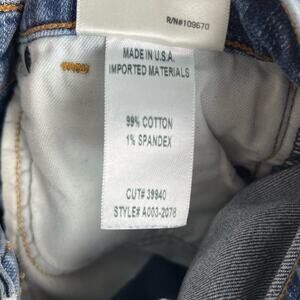 R/N#109670
MADE IN U.S.A.
IMPORTED MATERIALS
99% COTTON
1% SPANDEX
CUT# 39940
STYLE# A003-2078